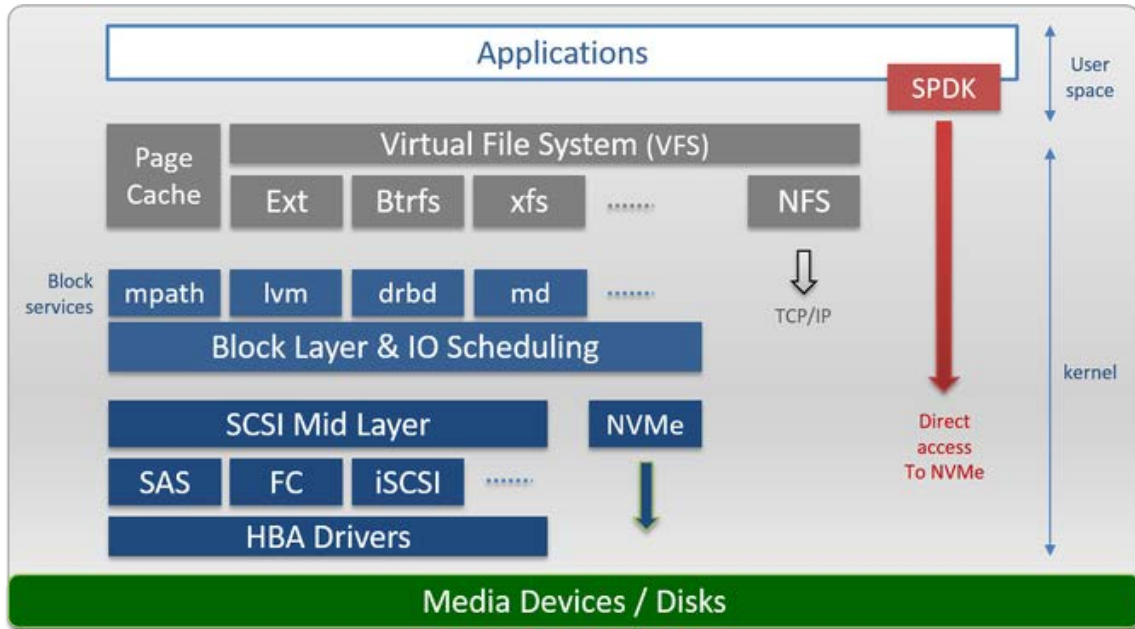 Applications
User
space
SPDK
Page
Cache
Virtual File System (VFS)
Ext
Btrfs
xfs
NFS
Block
services
mpath
lvm
drbd
md
TCP/IP
Block Layer & IO Scheduling
kernel
SCSI Mid Layer
NVMe
Direct
access
To NVMe
SAS
FC
iSCSI
HBA Drivers
Media Devices / Disks